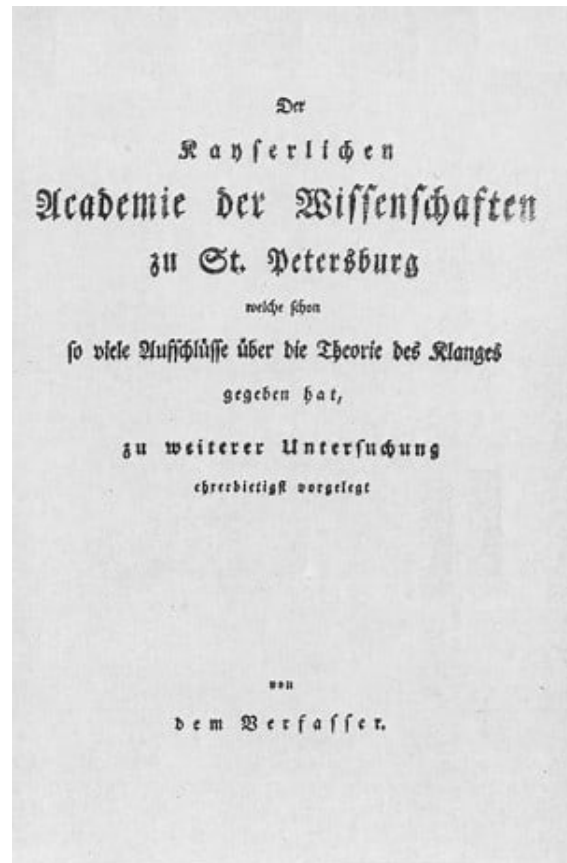 Der
Kayserlichen
Academie der Wissenschaften
zu St. Petersburg
welche schon
so viele Aufschlüsse über die Theorie des Klanges
gegeben hat,
zu weiterer Untersuchung
ehrerbietigst vorgelegt
von
dem Verfasser.